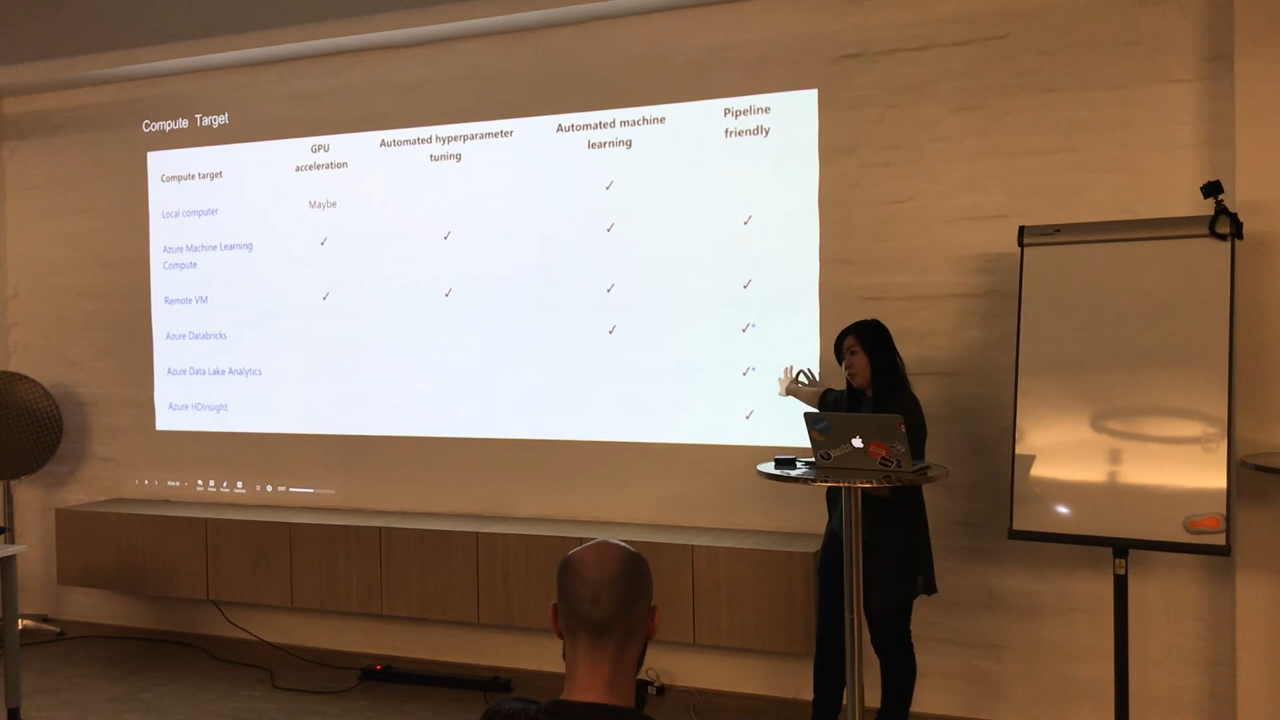 Compute Target
Compute target
GPU
acceleration
Automated hyperparameter
tuning
Automated machine
learning
Pipeline
friendly
Local computer
Maybe
✓
Azure Machine Learning
Compute
✓ ✓ ✓ ✓
Remote VM ✓ ✓ ✓ ✓
Azure Databricks ✓ ✓*
Azure Data Lake Analytics ✓*
Azure HDInsight ✓